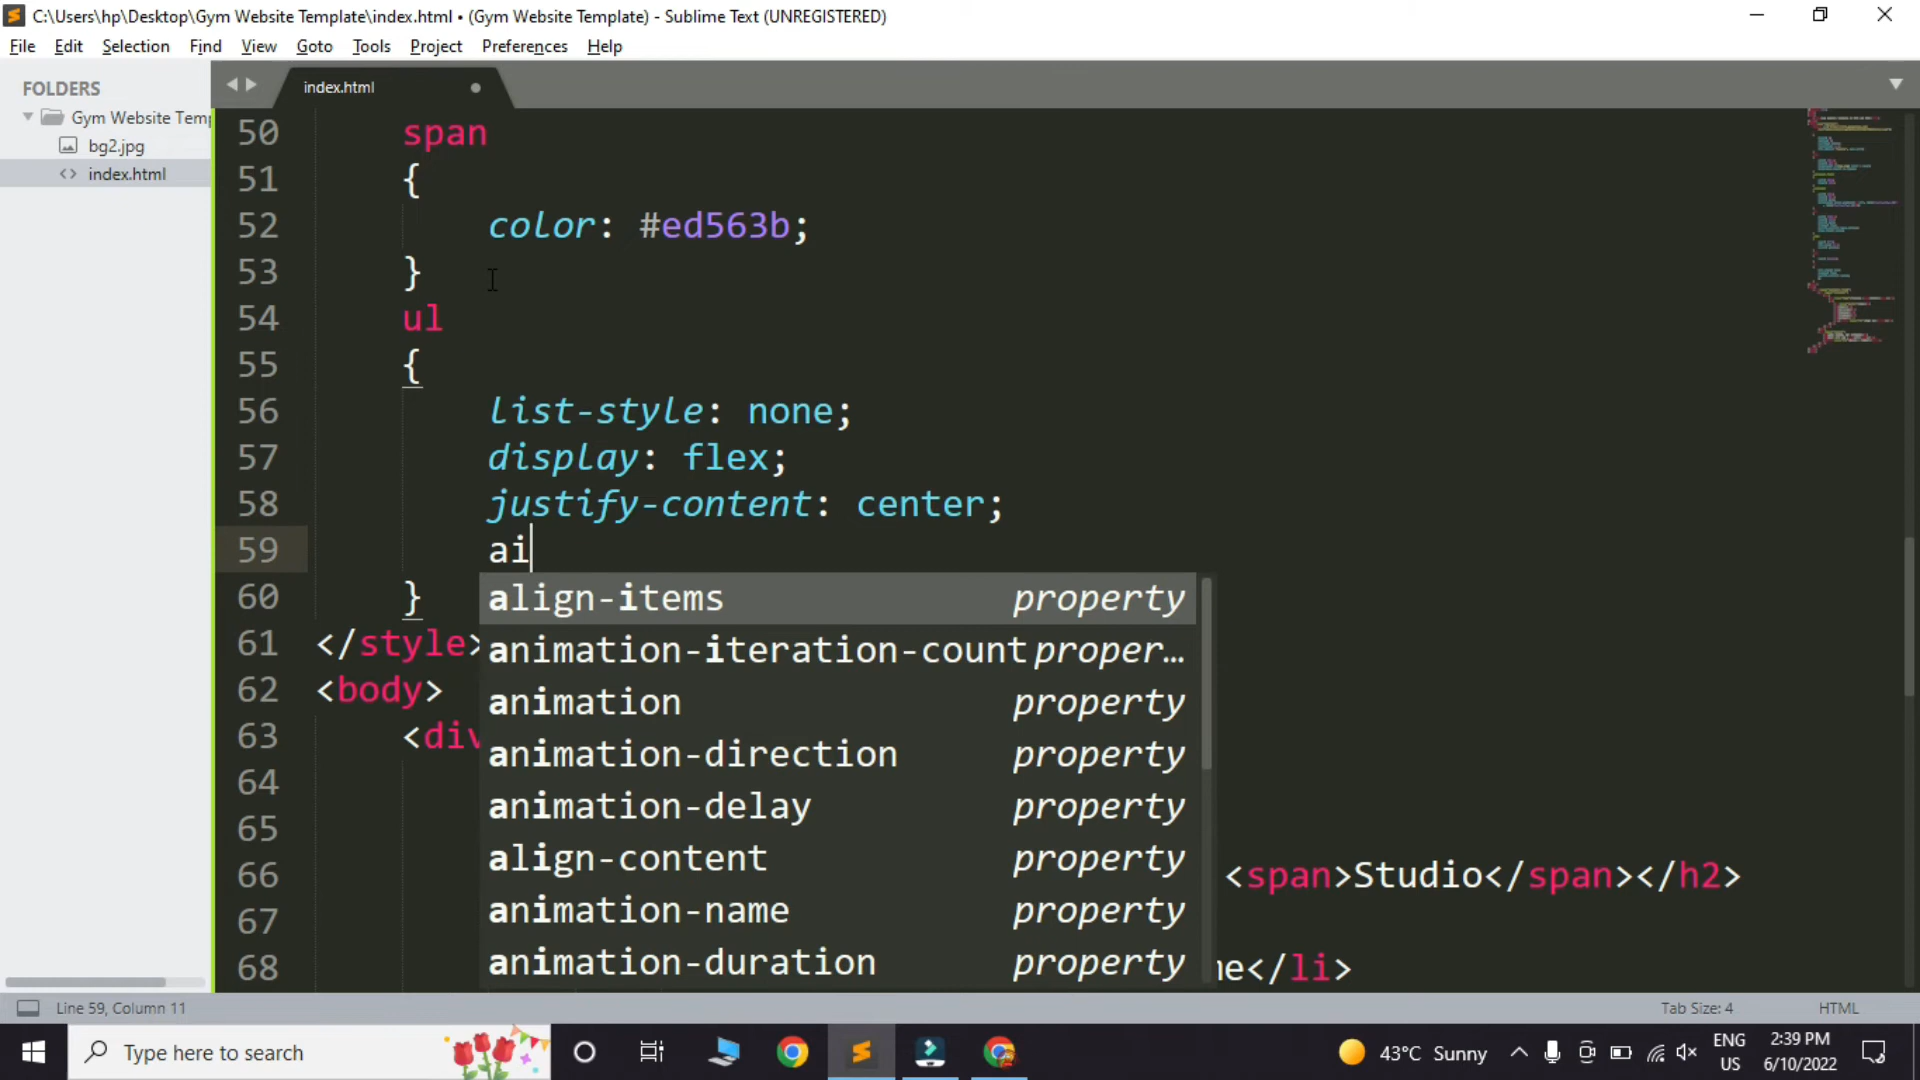 C:\Users\hp\Desktop\Gym Website Template\index.html • (Gym Website Template) - Sublime Text (UNREGISTERED)
File Edit Selection Find View Goto Tools Project Preferences Help
FOLDERS
Gym Website Temp
bg2.jpg
index.html
index.html
50 span
51 {
52 color: #ed563b;
53 }
54 ul
55 {
56 list-style: none;
57 display: flex;
58 justify-content: center;
59 ai
60 }
61 </style>
62 <body>
63 <div
64
65
66 <span>Studio</span></h2>
67
68 ne</li>
align-items property
animation-iteration-count proper...
animation property
animation-direction property
animation-delay property
align-content property
animation-name property
animation-duration property
Line 59, Column 11
Tab Size: 4
HTML
Type here to search
43°C Sunny
ENG
US
2:39 PM
6/10/2022